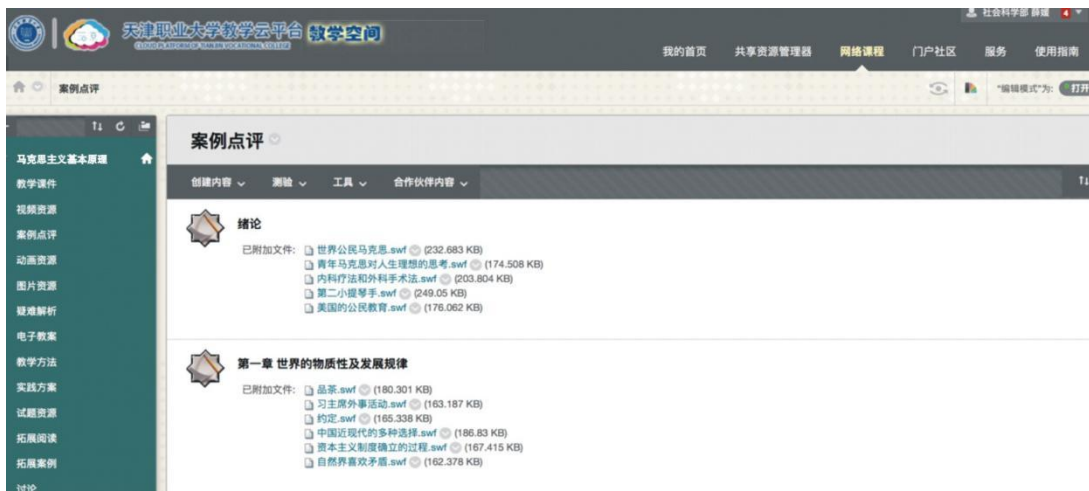 社会科学部 薛媛 4
天津职业大学教学云平台 教学空间
CLOUD PLATFORM OF TIANJIN VOCATIONAL COLLEGE
我的首页 共享资源管理器 网络课程 门户社区 服务 使用指南
案例点评 "编辑模式"为: 打开
马克思主义基本原理
教学课件
视频资源
案例点评
动画资源
图片资源
疑难解析
电子教案
教学方法
实践方案
试题资源
拓展阅读
拓展案例
讨论
案例点评
创建内容 测验 工具 合作伙伴内容
绪论
已附加文件: 世界公民马克思.swf (232.683 KB)
青年马克思对人生理想的思考.swf (174.508 KB)
内科疗法和外科手术法.swf (203.804 KB)
第二小提琴手.swf (249.05 KB)
美国的公民教育.swf (176.062 KB)
第一章 世界的物质性及发展规律
已附加文件: 品茶.swf (180.301 KB)
习主席外事活动.swf (163.187 KB)
约定.swf (165.338 KB)
中国近现代的多种选择.swf (186.83 KB)
资本主义制度确立的过程.swf (167.415 KB)
自然界喜欢矛盾.swf (162.378 KB)